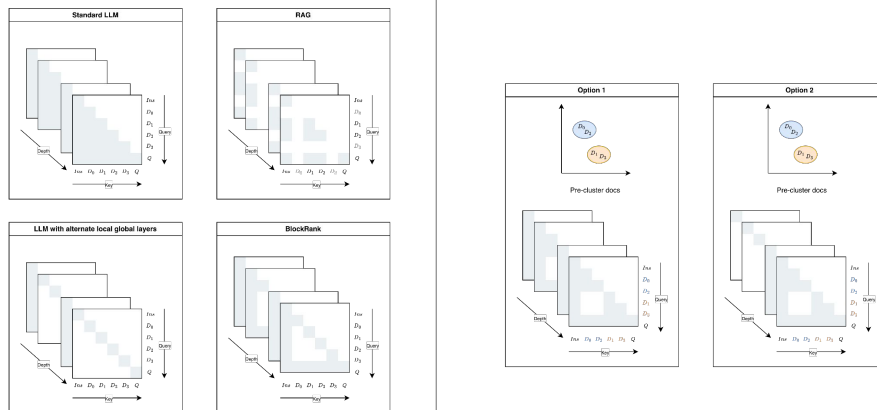 Standard LLM
Ins
D0
D1
D2
D3
Q
Query
Depth
Ins D0 D1 D2 D3 Q
Key
RAG
Ins
D0
D1
D2
D3
Q
Query
Depth
Ins D0 D1 D2 D3 Q
Key
LLM with alternate local global layers
Ins
D0
D1
D2
D3
Q
Query
Depth
Ins D0 D1 D2 D3 Q
Key
BlockRank
Ins
D0
D1
D2
D3
Q
Query
Depth
Ins D0 D1 D2 D3 Q
Key
Option 1
D0
D2
D1 D3
Pre-cluster docs
Ins
D0
D2
D1
D3
Q
Query
Depth
Ins D0 D2 D1 D3 Q
Key
Option 2
D0
D2
D1 D3
Pre-cluster docs
Ins
D0
D2
D1
D3
Q
Query
Depth
Ins D0 D2 D1 D3 Q
Key